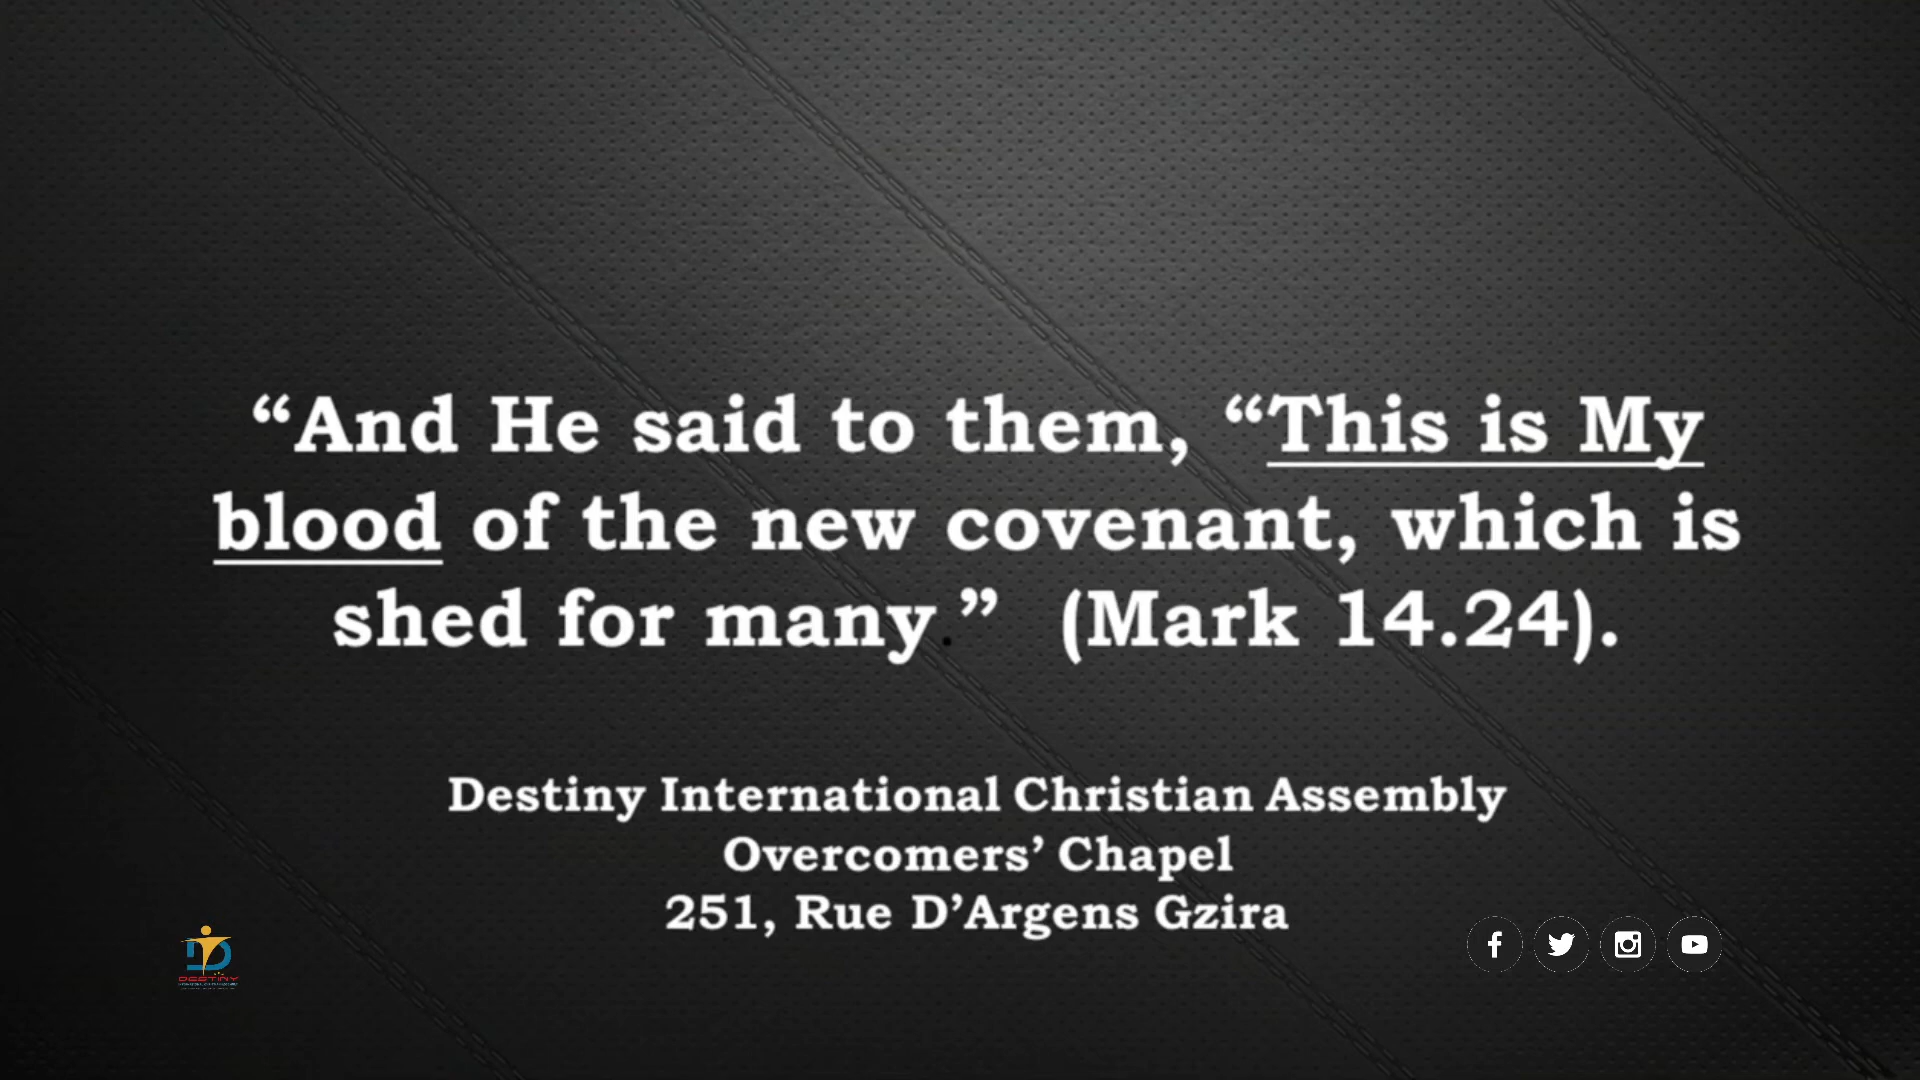 “And He said to them, “This is My
blood of the new covenant, which is
shed for many.” (Mark 14.24).
Destiny International Christian Assembly
Overcomers’ Chapel
251, Rue D’Argens Gzira
DESTINY